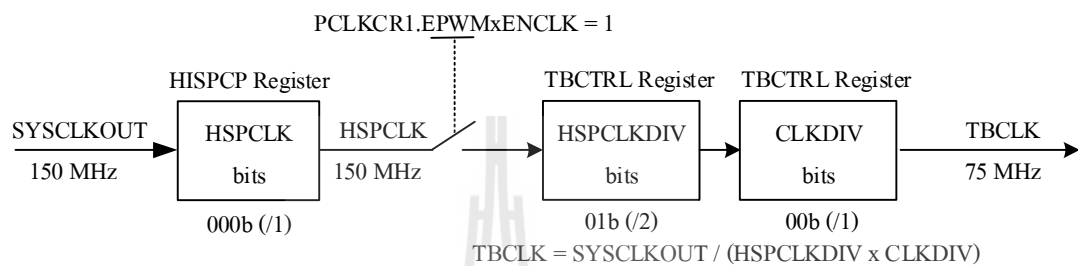 PCLKCR1.EPWMxENCLK = 1
HISPCP Register
TBCTRL Register
TBCTRL Register
SYSCLKOUT
HSPCLK
HSPCLK
HSPCLKDIV
CLKDIV
TBCLK
150 MHz
bits
150 MHz
bits
bits
75 MHz
000b (/1)
01b (/2)
00b (/1)
TBCLK = SYSCLKOUT / (HSPCLKDIV x CLKDIV)